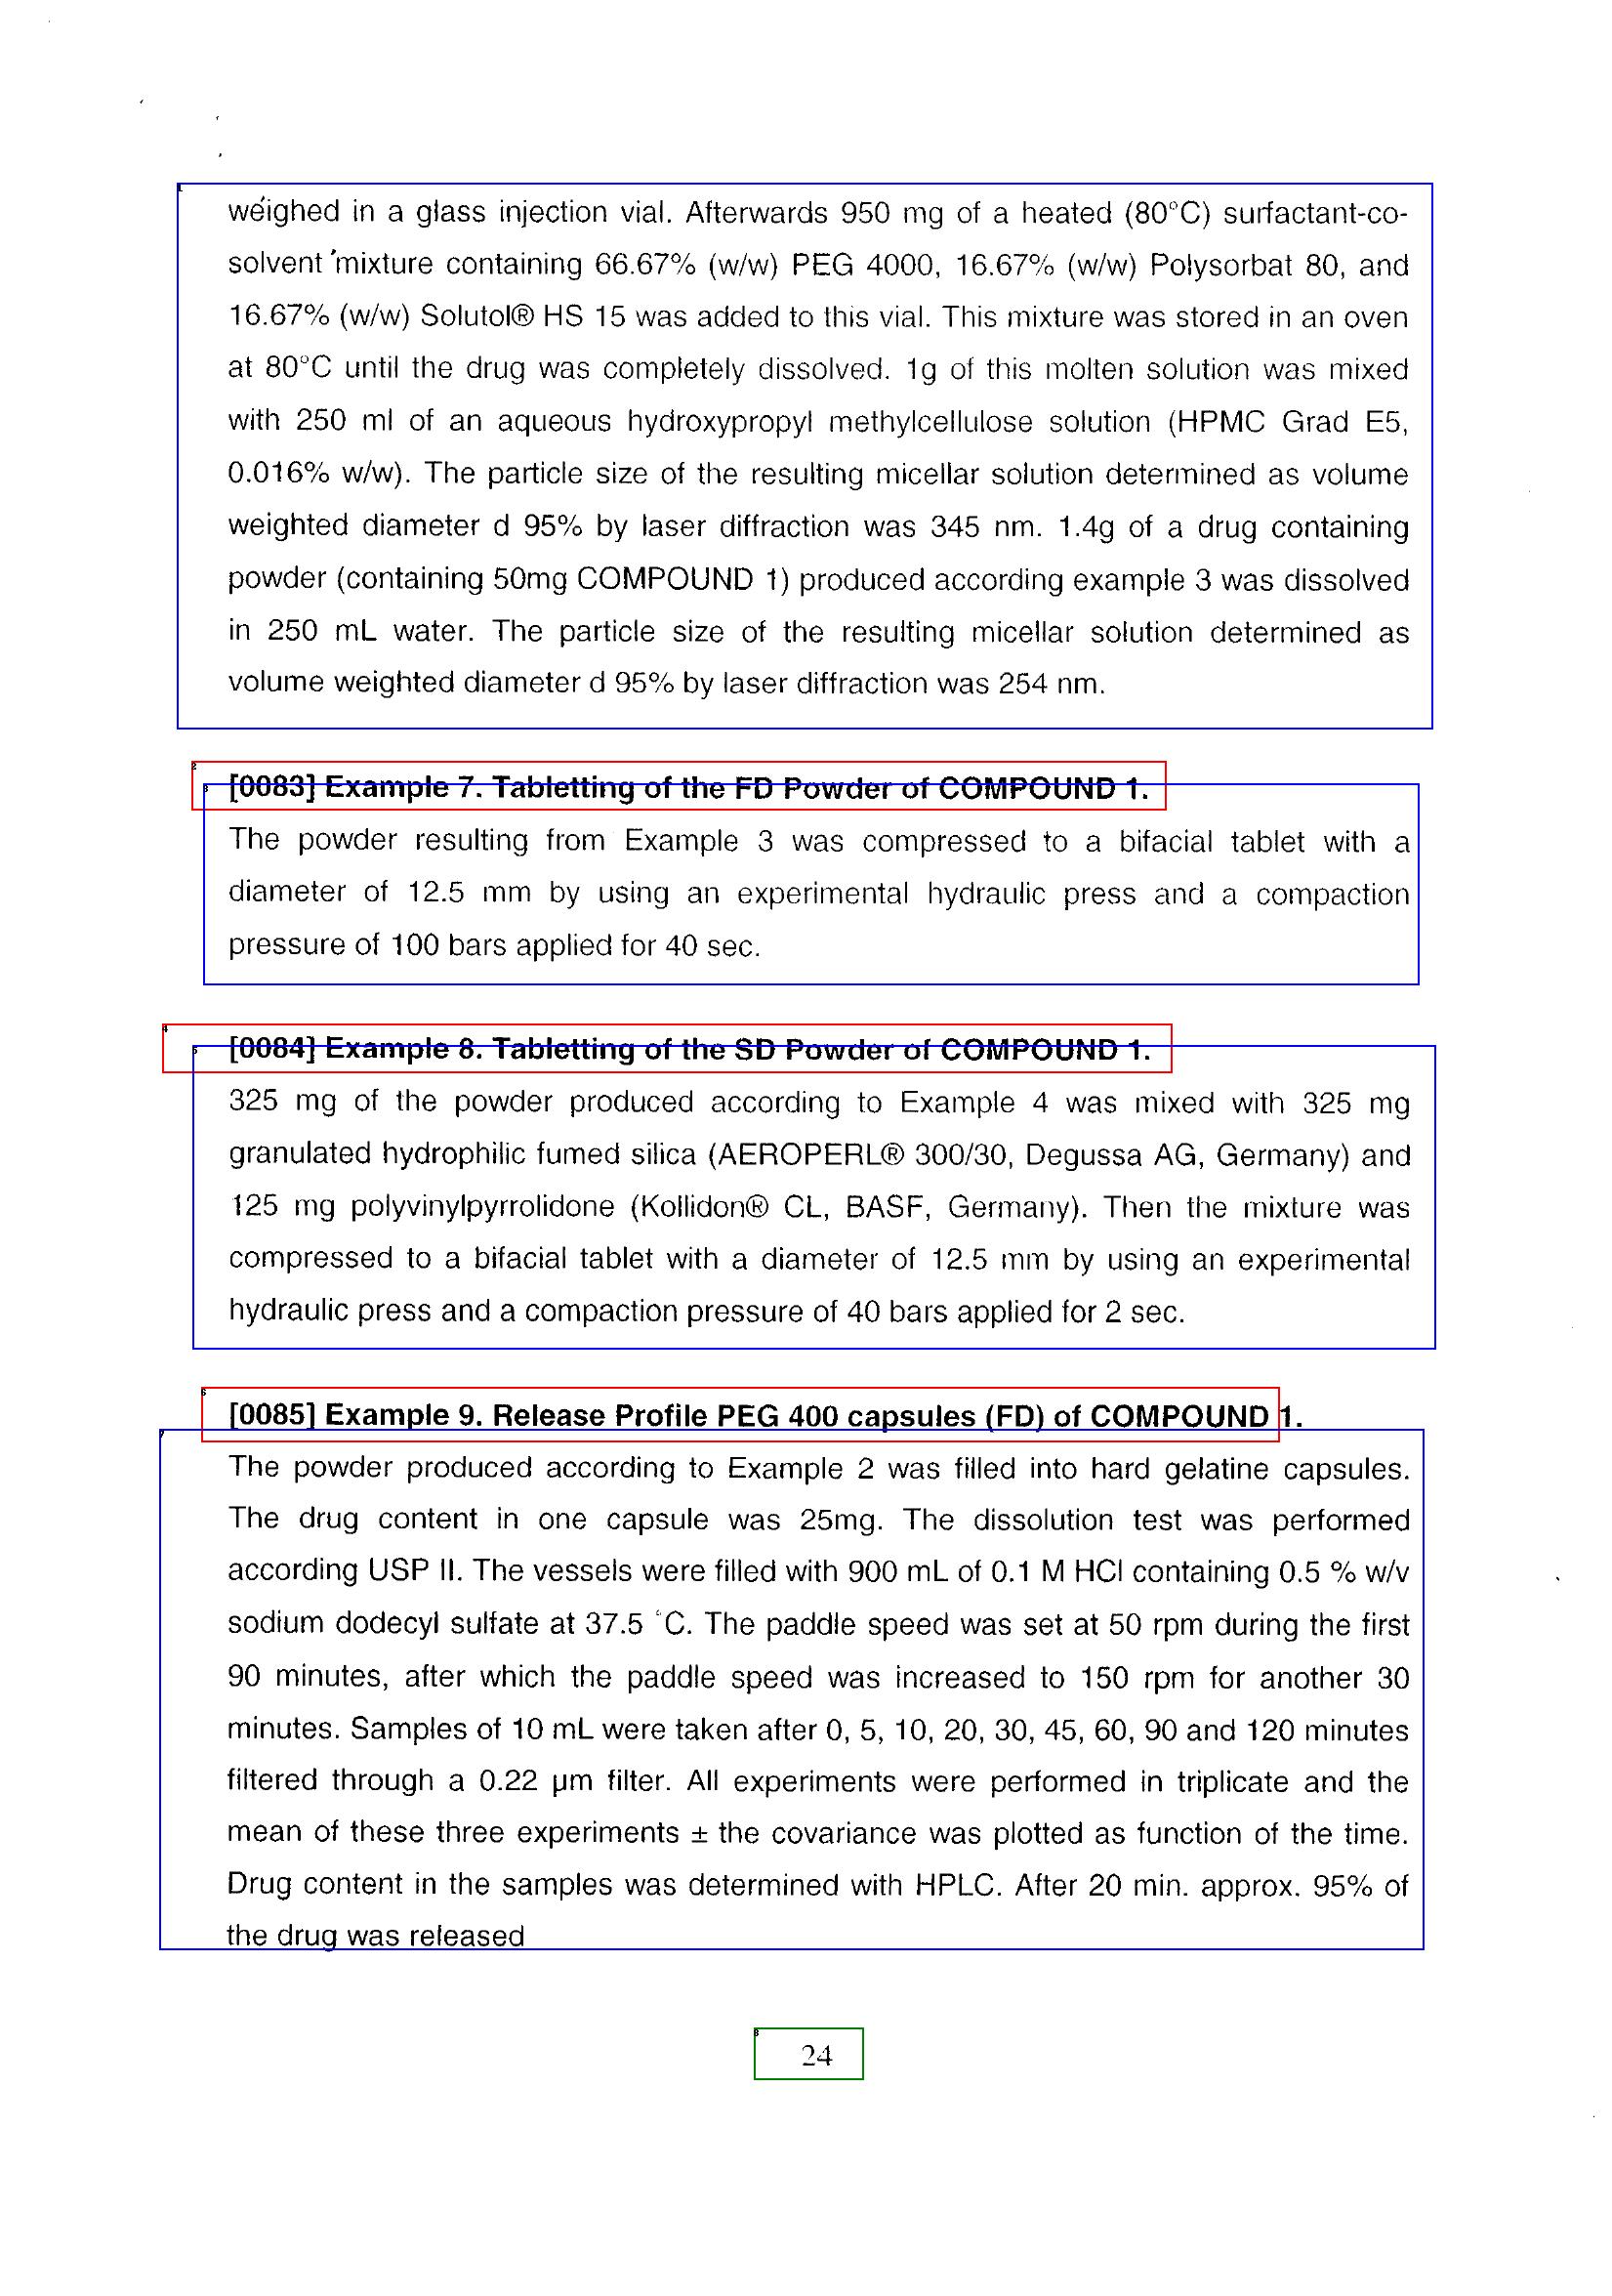 weighed in a glass injection vial. Afterwards 950 mg of a heated (80°C) surfactant-co-
solvent mixture containing 66.67% (w/w) PEG 4000, 16.67% (w/w) Polysorbat 80, and
16.67% (w/w) Solutol® HS 15 was added to this vial. This mixture was stored in an oven
at 80°C until the drug was completely dissolved. 1g of this molten solution was mixed
with 250 ml of an aqueous hydroxypropyl methylcellulose solution (HPMC Grad E5,
0.016% w/w). The particle size of the resulting micellar solution determined as volume
weighted diameter d 95% by laser diffraction was 345 nm. 1.4g of a drug containing
powder (containing 50mg COMPOUND 1) produced according example 3 was dissolved
in 250 mL water. The particle size of the resulting micellar solution determined as
volume weighted diameter d 95% by laser diffraction was 254 nm.
[0083] Example 7. Tabletting of the FD Powder of COMPOUND 1.
The powder resulting from Example 3 was compressed to a bifacial tablet with a
diameter of 12.5 mm by using an experimental hydraulic press and a compaction
pressure of 100 bars applied for 40 sec.
[0084] Example 8. Tabletting of the SD Powder of COMPOUND 1.
325 mg of the powder produced according to Example 4 was mixed with 325 mg
granulated hydrophilic fumed silica (AEROPERL® 300/30, Degussa AG, Germany) and
125 mg polyvinylpyrrolidone (Kollidon® CL, BASF, Germany). Then the mixture was
compressed to a bifacial tablet with a diameter of 12.5 mm by using an experimental
hydraulic press and a compaction pressure of 40 bars applied for 2 sec.
[0085] Example 9. Release Profile PEG 400 capsules (FD) of COMPOUND 1.
The powder produced according to Example 2 was filled into hard gelatine capsules.
The drug content in one capsule was 25mg. The dissolution test was performed
according USP II. The vessels were filled with 900 mL of 0.1 M HCl containing 0.5 % w/v
sodium dodecyl sulfate at 37.5 °C. The paddle speed was set at 50 rpm during the first
90 minutes, after which the paddle speed was increased to 150 rpm for another 30
minutes. Samples of 10 mL were taken after 0, 5, 10, 20, 30, 45, 60, 90 and 120 minutes
filtered through a 0.22 µm filter. All experiments were performed in triplicate and the
mean of these three experiments ± the covariance was plotted as function of the time.
Drug content in the samples was determined with HPLC. After 20 min. approx. 95% of
the drug was released
24